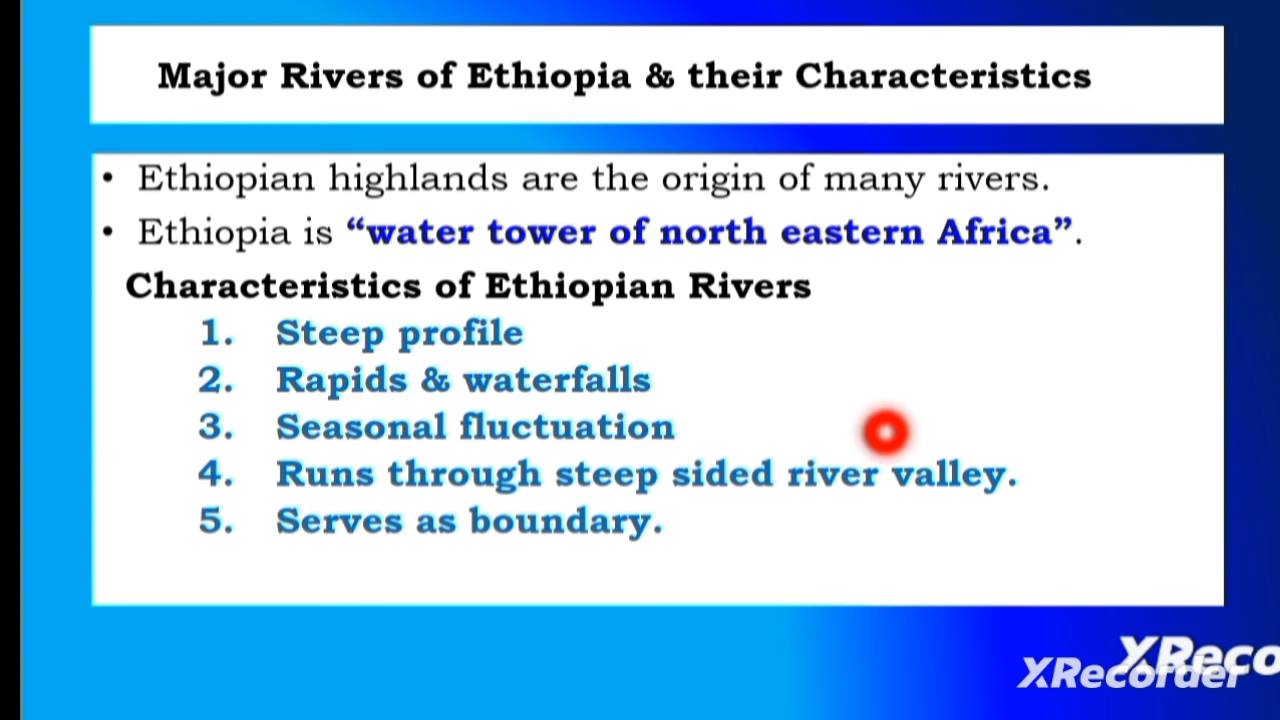 Major Rivers of Ethiopia & their Characteristics
• Ethiopian highlands are the origin of many rivers.
• Ethiopia is “water tower of north eastern Africa”.
Characteristics of Ethiopian Rivers
1. Steep profile
2. Rapids & waterfalls
3. Seasonal fluctuation
4. Runs through steep sided river valley.
5. Serves as boundary.
XReco
XRecorder